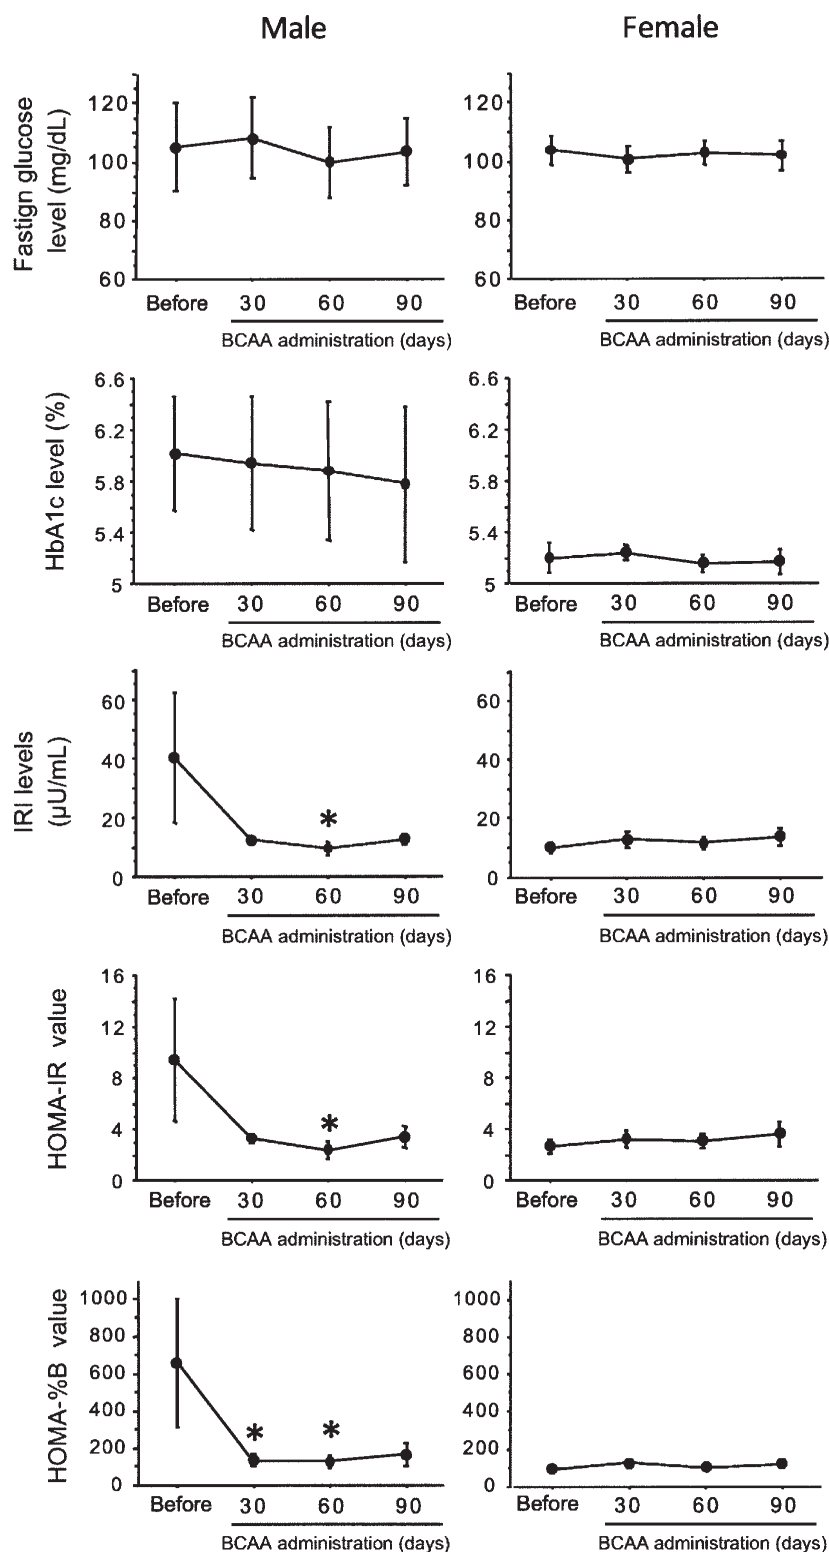 Male
Female
Fastign glucose
level (mg/dL)
120
100
80
60
Before 30 60 90
BCAA administration (days)
120
100
80
60
Before 30 60 90
BCAA administration (days)
HbA1c level (%)
6.6
6.2
5.8
5.4
5
Before 30 60 90
BCAA administration (days)
6.6
6.2
5.8
5.4
5
Before 30 60 90
BCAA administration (days)
IRI levels
(μU/mL)
60
40
20
0
*
Before 30 60 90
BCAA administration (days)
60
40
20
0
Before 30 60 90
BCAA administration (days)
HOMA-IR value
16
12
8
4
0
*
Before 30 60 90
BCAA administration (days)
16
12
8
4
0
Before 30 60 90
BCAA administration (days)
HOMA-%B value
1000
800
600
400
200
0
* *
Before 30 60 90
BCAA administration (days)
1000
800
600
400
200
0
Before 30 60 90
BCAA administration (days)